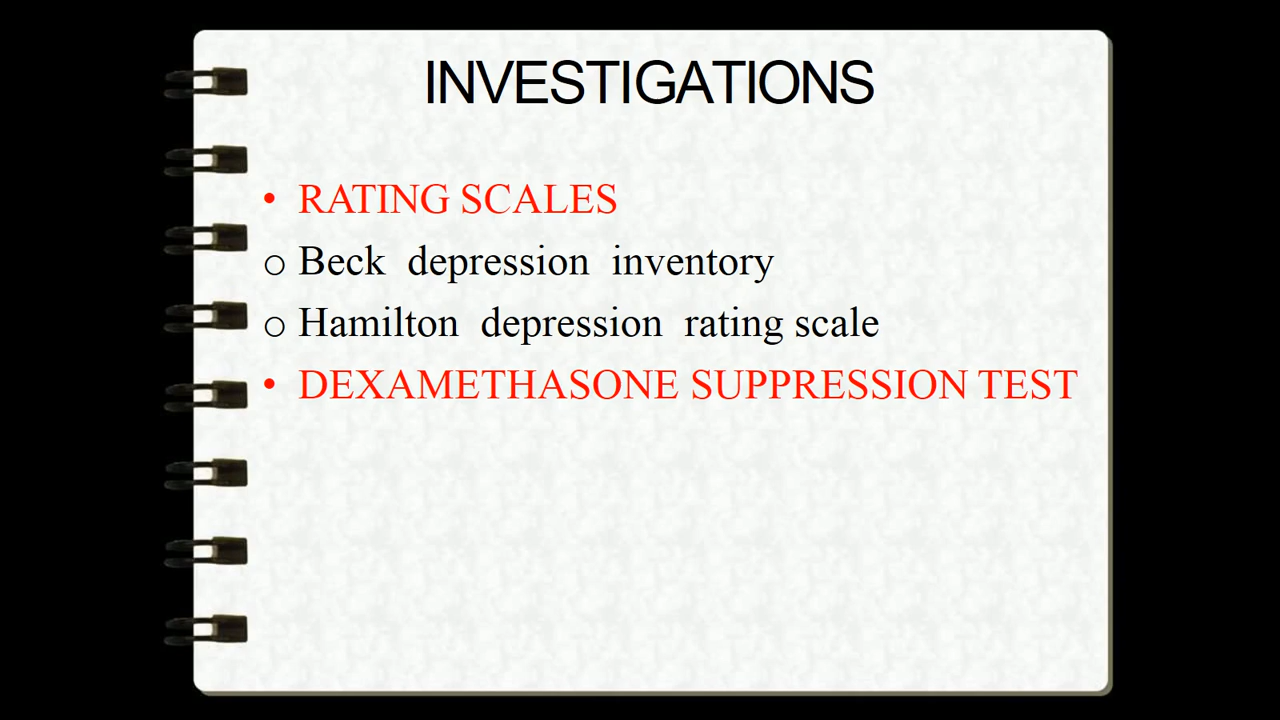 INVESTIGATIONS
• RATING SCALES
o Beck depression inventory
o Hamilton depression rating scale
• DEXAMETHASONE SUPPRESSION TEST